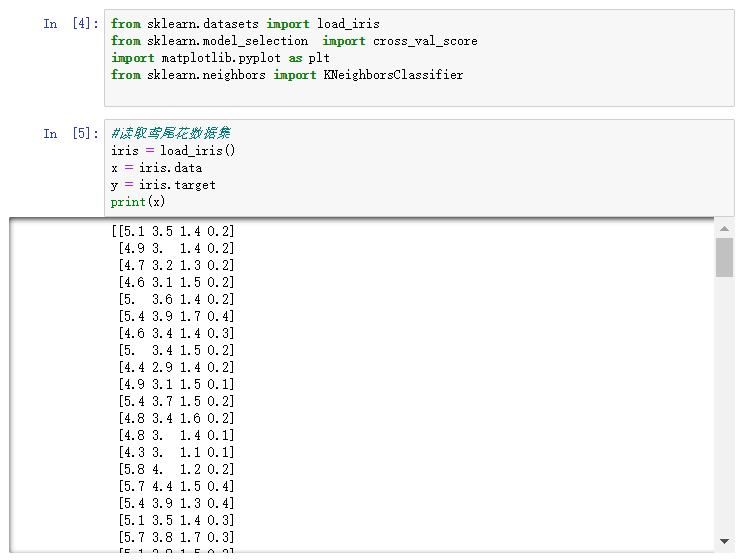 In [4]:
from sklearn.datasets import load_iris
from sklearn.model_selection  import cross_val_score
import matplotlib.pyplot as plt
from sklearn.neighbors import KNeighborsClassifier
In [5]:
#读取鸢尾花数据集
iris = load_iris()
x = iris.data
y = iris.target
print(x)
[[5.1 3.5 1.4 0.2]
 [4.9 3.  1.4 0.2]
 [4.7 3.2 1.3 0.2]
 [4.6 3.1 1.5 0.2]
 [5.  3.6 1.4 0.2]
 [5.4 3.9 1.7 0.4]
 [4.6 3.4 1.4 0.3]
 [5.  3.4 1.5 0.2]
 [4.4 2.9 1.4 0.2]
 [4.9 3.1 1.5 0.1]
 [5.4 3.7 1.5 0.2]
 [4.8 3.4 1.6 0.2]
 [4.8 3.  1.4 0.1]
 [4.3 3.  1.1 0.1]
 [5.8 4.  1.2 0.2]
 [5.7 4.4 1.5 0.4]
 [5.4 3.9 1.3 0.4]
 [5.1 3.5 1.4 0.3]
 [5.7 3.8 1.7 0.3]